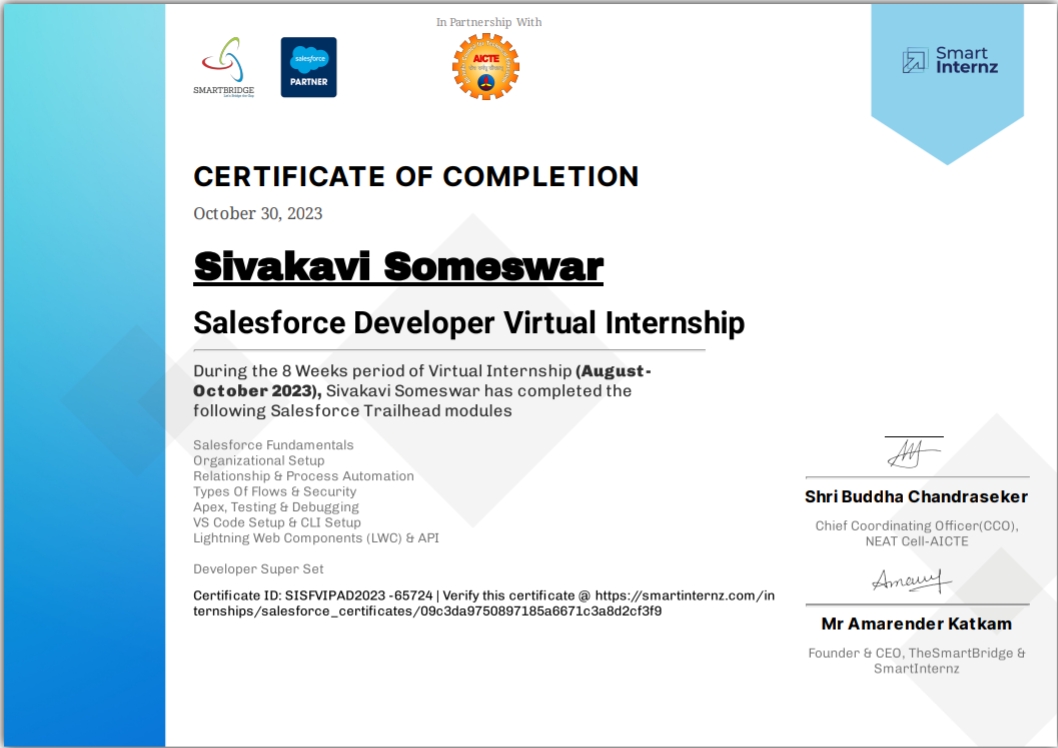 In Partnership With
SMARTBRIDGE
Let's Bridge the Gap
salesforce
PARTNER
AICTE
Smart
Internz
CERTIFICATE OF COMPLETION
October 30, 2023
Sivakavi Someswar
Salesforce Developer Virtual Internship
During the 8 Weeks period of Virtual Internship (August-
October 2023), Sivakavi Someswar has completed the
following Salesforce Trailhead modules
Salesforce Fundamentals
Organizational Setup
Relationship & Process Automation
Types Of Flows & Security
Apex, Testing & Debugging
VS Code Setup & CLI Setup
Lightning Web Components (LWC) & API
Developer Super Set
Certificate ID: SISFVIPAD2023 -65724 | Verify this certificate @ https://smartinternz.com/in
ternships/salesforce_certificates/09c3da9750897185a6671c3a8d2cf3f9
Shri Buddha Chandraseker
Chief Coordinating Officer(CCO),
NEAT Cell-AICTE
Mr Amarender Katkam
Founder & CEO, TheSmartBridge &
SmartInternz